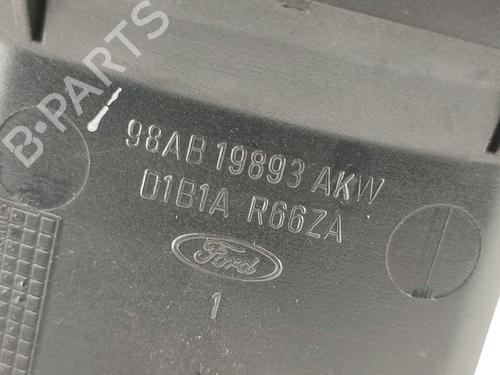 B-PARTS
98AB 19893 AKW
D1B1A R66ZA
Ford
1